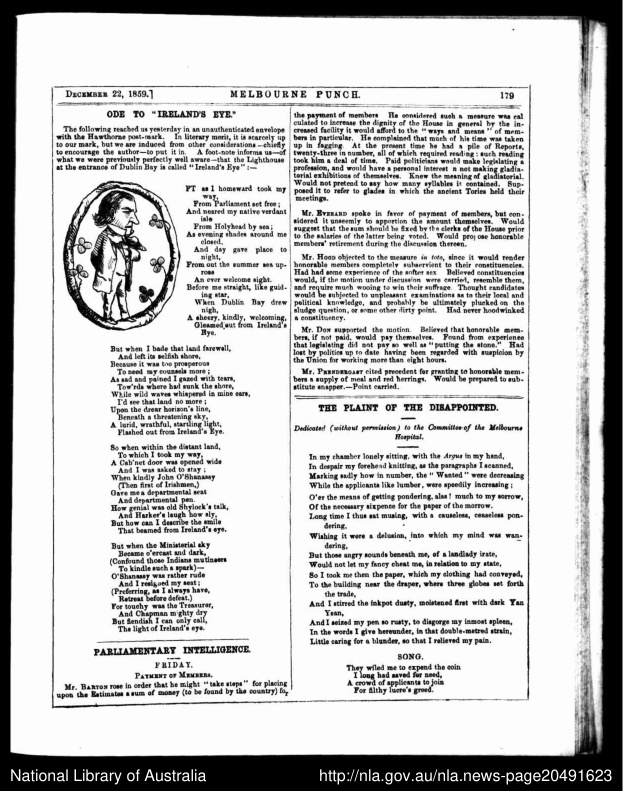 DECEMBER 22, 1859.]
MELBOURNE PUNCH.
179
ODE TO "IRELAND'S EYE."
The following reached us yesterday in an unauthenticated envelope
with the Hawthorne post-mark. In literary merit, it is scarcely up
to our mark, but we are induced from other considerations—chiefly
to encourage the author—to put it in. A foot-note informs us—of
what we were previously perfectly well aware—that the Lighthouse
at the entrance of Dublin Bay is called "Ireland's Eye":—
FT as I homeward took my
way,
From Parliament set free;
And neared my native verdant
isle
From Holyhead by sea;
As evening shades around me
closed,
And day gave place to
night,
From out the summer sea up-
rose
An ever welcome sight.
Before me straight, like guid-
ing star,
When Dublin Bay drew
nigh,
A cheery, kindly, welcoming,
Gleamed out from Ireland's
Eye.
But when I bade that land farewell,
And left its selfish shore,
Because it was too prosperous
To need my counsels more;
As sad and pained I gazed with tears,
Tow'rds where had sunk the shore,
While wild waves whispered in mine ears,
I'd see that land no more;
Upon the drear horizon's line,
Beneath a threatening sky,
A lurid, wrathful, startling light,
Flashed out from Ireland's Eye.
So when within the distant land,
To which I took my way,
A Cab'net door was opened wide
And I was asked to stay;
When kindly John O'Shanassy
(Then first of Irishmen,)
Gave me a departmental seat
And departmental pen.
How genial was old Shylock's talk,
And Harker's laugh how sly,
But how can I describe the smile
That beamed from Ireland's eye.
But when the Ministerial sky
Became o'ercast and dark,
(Confound those Indian mutineers
To kindle such a spark)—
O'Shanassy was rather rude
And I resigned my seat;
(Preferring, as I always have,
Retreat before defeat.)
For touchy was the Treasurer,
And Chapman mighty dry
But fiendish I can only call,
The light of Ireland's eye.
PARLIAMENTARY INTELLIGENCE.
FRIDAY.
PAYMENT OF MEMBERS.
Mr. BARTON rose in order that he might "take steps" for placing
upon the Estimates a sum of money (to be found by the country) for
the payment of members He considered such a measure was cal
culated to increase the dignity of the House in general by the in-
creased facility it would afford to the "ways and means" of mem-
bers in particular. He complained that much of his time was taken
up in fagging. At the present time he had a pile of Reports,
twenty-three in number, all of which required reading: such reading
took him a deal of time. Paid politicians would make legislating a
profession, and would have a personal interest n not making gladia-
torial exhibitions of themselves. Knew the meaning of gladiatorial.
Would not pretend to say how many syllables it contained. Sup-
posed it to refer to glades in which the ancient Tories held their
meetings.
Mr. EVERARD spoke in favor of payment of members, but con-
sidered it unseemly to apportion the amount themselves. Would
suggest that the sum should be fixed by the clerks of the House prior
to the salaries of the latter being voted. Would propose honorable
members' retirement during the discussion thereon.
Mr. HOOD objected to the measure in toto, since it would render
honorable members completely subservient to their constituencies.
Had had some experience of the softer sex Believed constituencies
would, if the motion under discussion were carried, resemble them,
and require much wooing to win their suffrage. Thought candidates
would be subjected to unpleasant examinations as to their local and
political knowledge, and probably be ultimately plucked on the
sludge question, or some other dirty point. Had never hoodwinked
a constituency.
Mr. DON supported the motion. Believed that honorable mem-
bers, if not paid, would pay themselves. Found from experience
that legislating did not pay so well as "putting the stone." Had
lost by politics up to date having been regarded with suspicion by
the Union for working more than eight hours.
Mr. PRENDERGAST cited precedent for granting to honorable mem-
bers a supply of meal and red herrings. Would be prepared to sub-
stitute snapper.—Point carried.
THE PLAINT OF THE DISAPPOINTED.
Dedicated (without permission) to the Committee of the Melbourne
Hospital.
In my chamber lonely sitting, with the Argus in my hand,
In despair my forehead knitting, as the paragraphs I scanned,
Marking sadly how in number, the "Wanted" were decreasing
While the applicants like lumber, were speedily increasing;
O'er the means of getting pondering, alas! much to my sorrow,
Of the necessary sixpence for the paper of the morrow.
Long time I thus sat musing, with a causeless, ceaseless pon-
dering,
Wishing it were a delusion, into which my mind was wan-
dering,
But those angry sounds beneath me, of a landlady irate,
Would not let my fancy cheat me, in relation to my state,
So I took me then the paper, which my clothing had conveyed,
To the building near the draper, where three globes set forth
the trade,
And I stirred the inkpot dusty, moistened first with dark Yan
Yean,
And I seized my pen so rusty, to disgorge my inmost spleen,
In the words I give hereunder, in that double-metred strain,
Little caring for a blunder, so that I relieved my pain.
SONG.
They wiled me to expend the coin
I long had saved for need,
A crowd of applicants to join
For filthy lucre's greed.
National Library of Australia
http://nla.gov.au/nla.news-page20491623